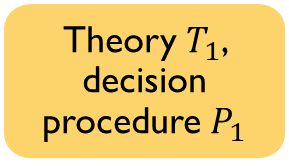 Theory T₁,
decision
procedure P₁